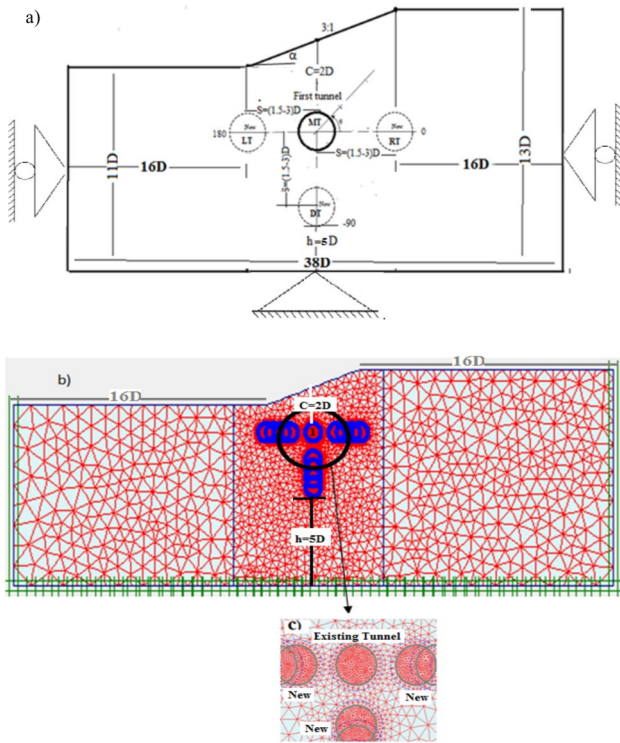 a)
3:1
α
C=2D
First tunnel
S=(1.5-3)D
New
MT
New
180
LT
RT
0
S=(1.5-3)D
11D
16D
S=(1.5-3)D
16D
13D
New
DT
-90
h=5D
38D
16D
b)
16D
C=2D
h=5D
c)
Existing Tunnel
New
New
New